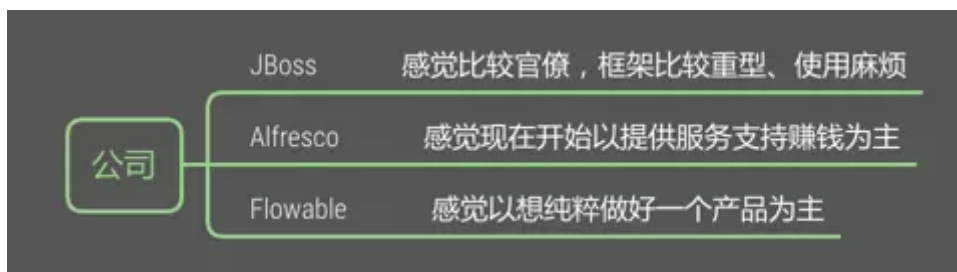 JBoss 感觉比较官僚，框架比较重型、使用麻烦
公司
Alfresco 感觉现在开始以提供服务支持赚钱为主
Flowable 感觉以想纯粹做好一个产品为主